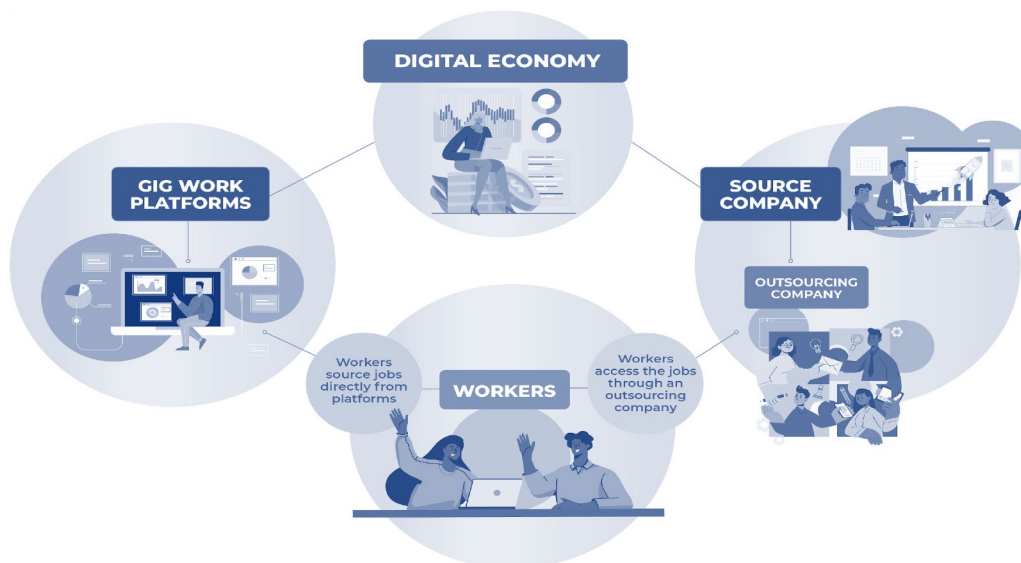 DIGITAL ECONOMY
GIG WORK
PLATFORMS
SOURCE
COMPANY
OUTSOURCING
COMPANY
Workers
source jobs
directly from
platforms
WORKERS
Workers
access the jobs
through an
outsourcing
company